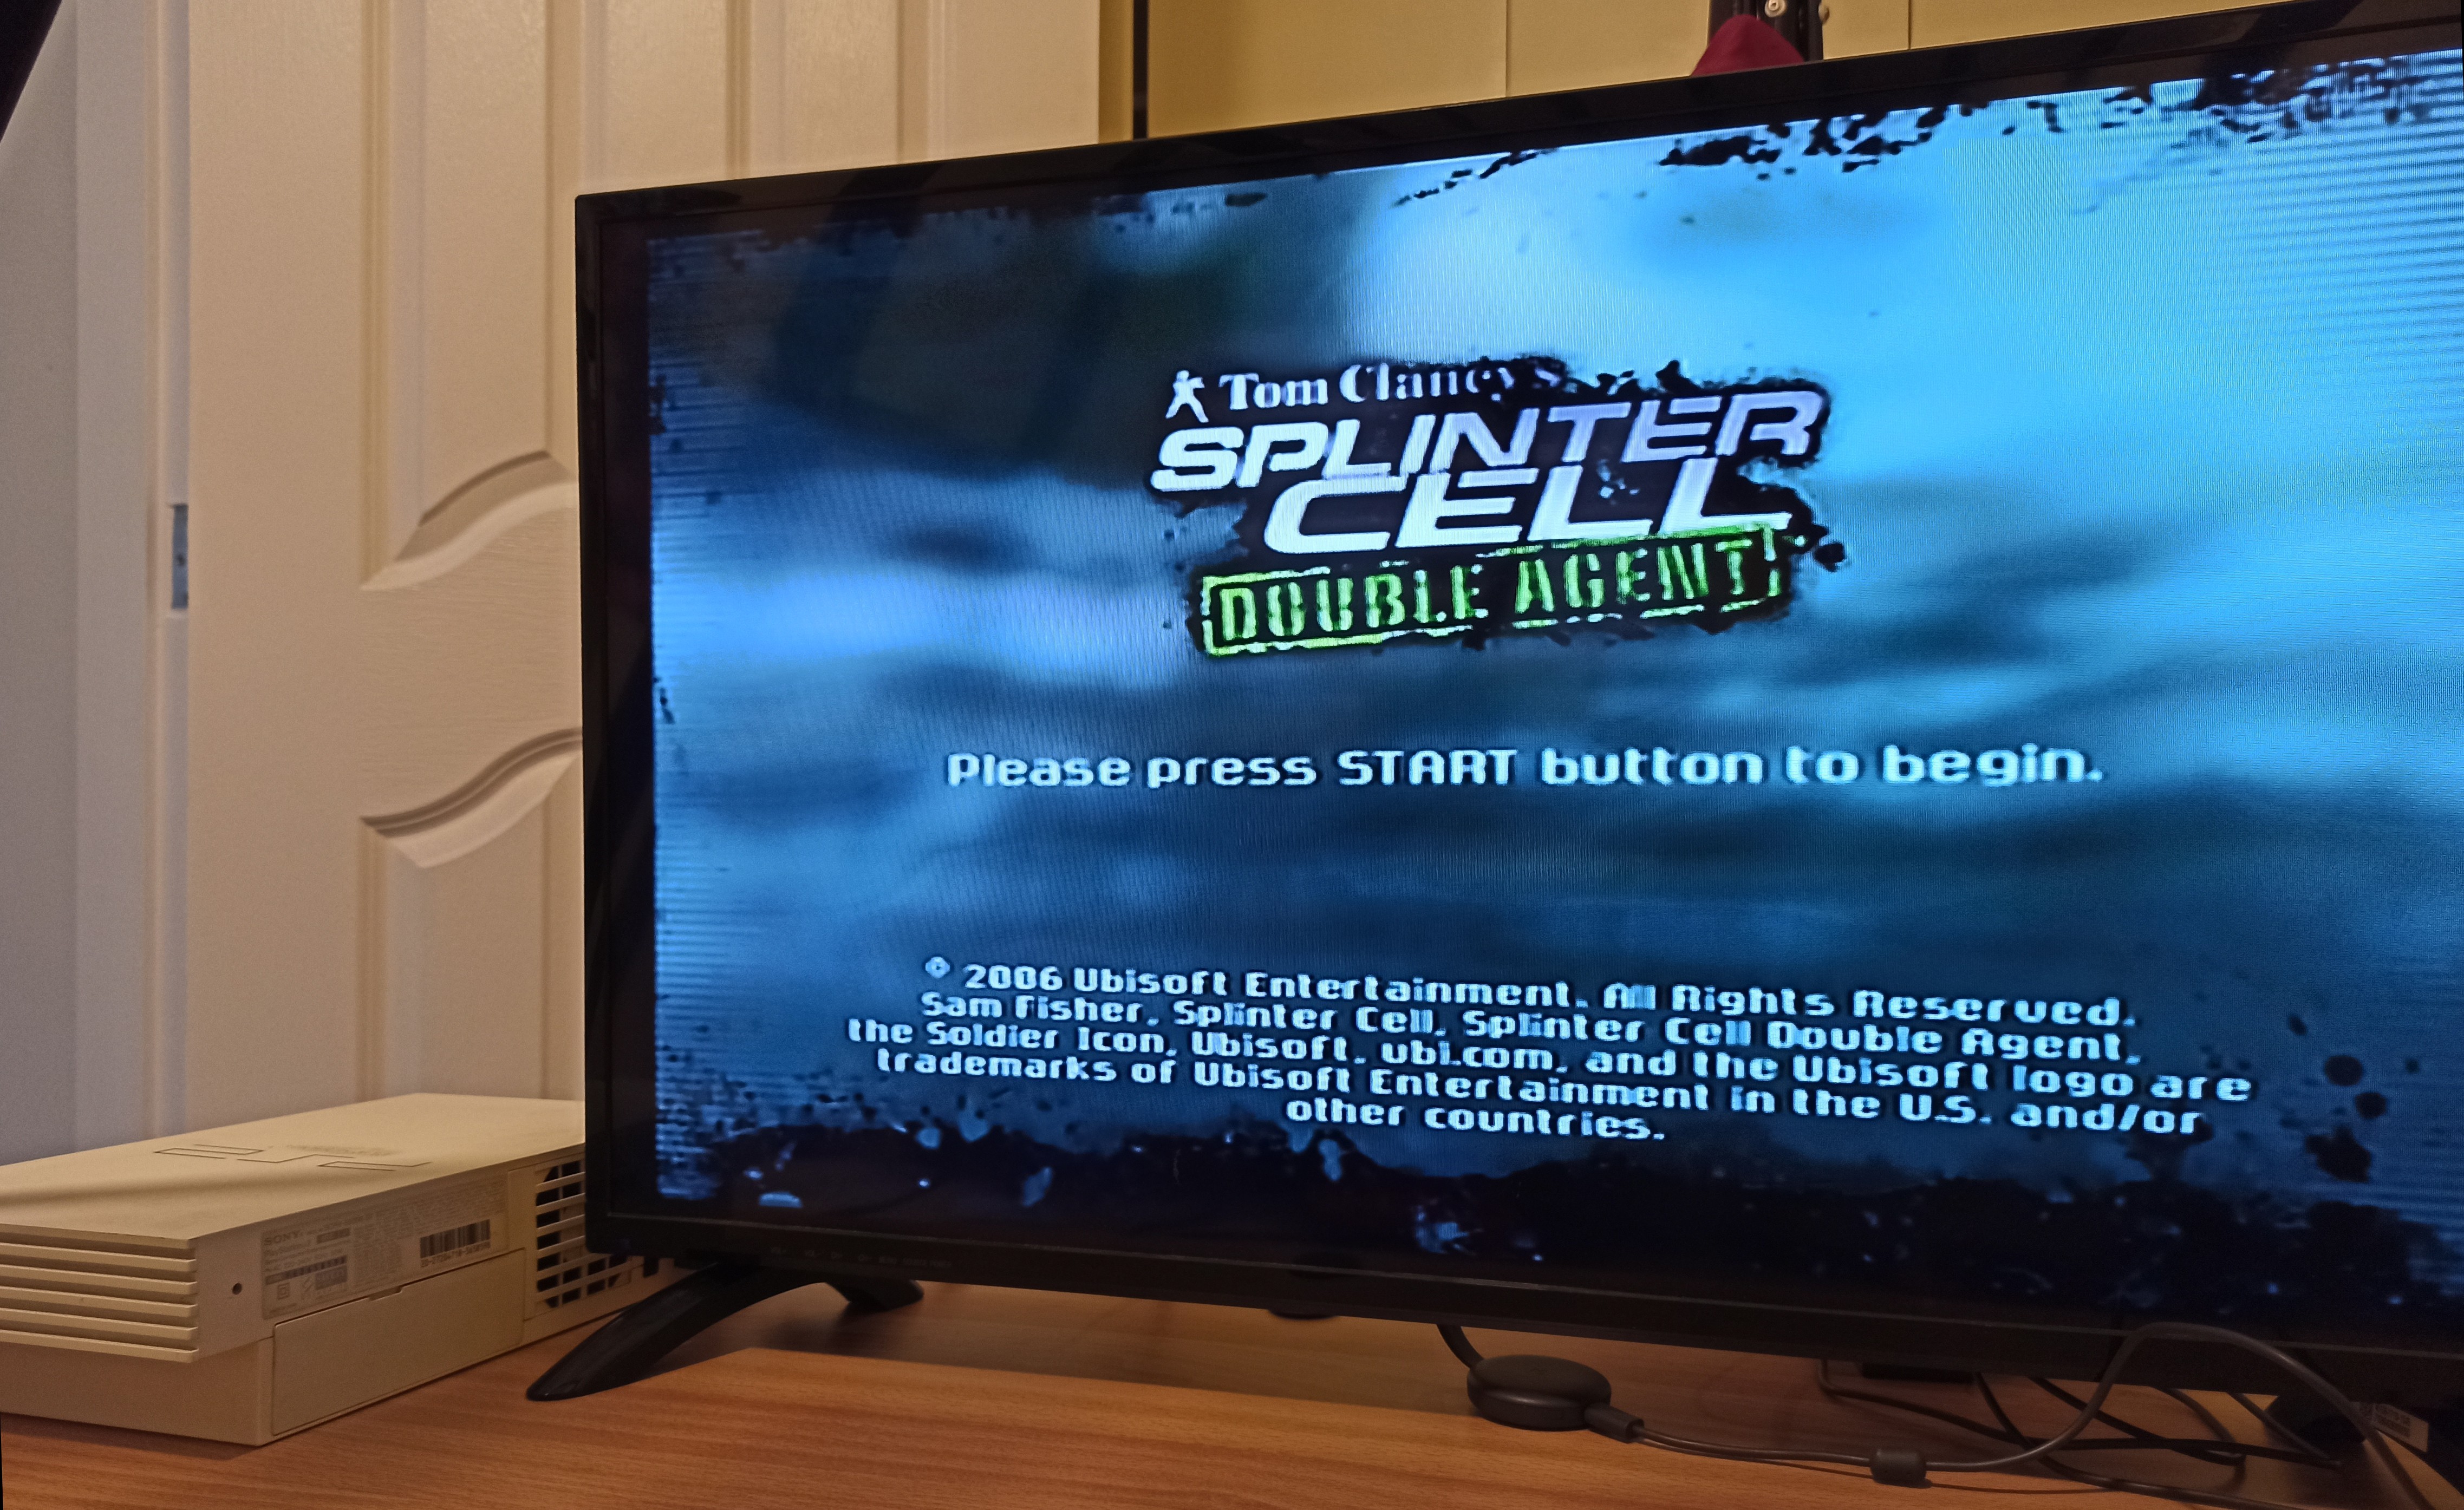 Tom Clancy's
SPLINTER
CELL
DOUBLE AGENT
Please press START button to begin.
© 2006 Ubisoft Entertainment. All Rights Reserved.
Sam Fisher, Splinter Cell, Splinter Cell Double Agent,
the Soldier Icon, Ubisoft, ubi.com, and the Ubisoft logo are
trademarks of Ubisoft Entertainment in the U.S. and/or
other countries.
SONY